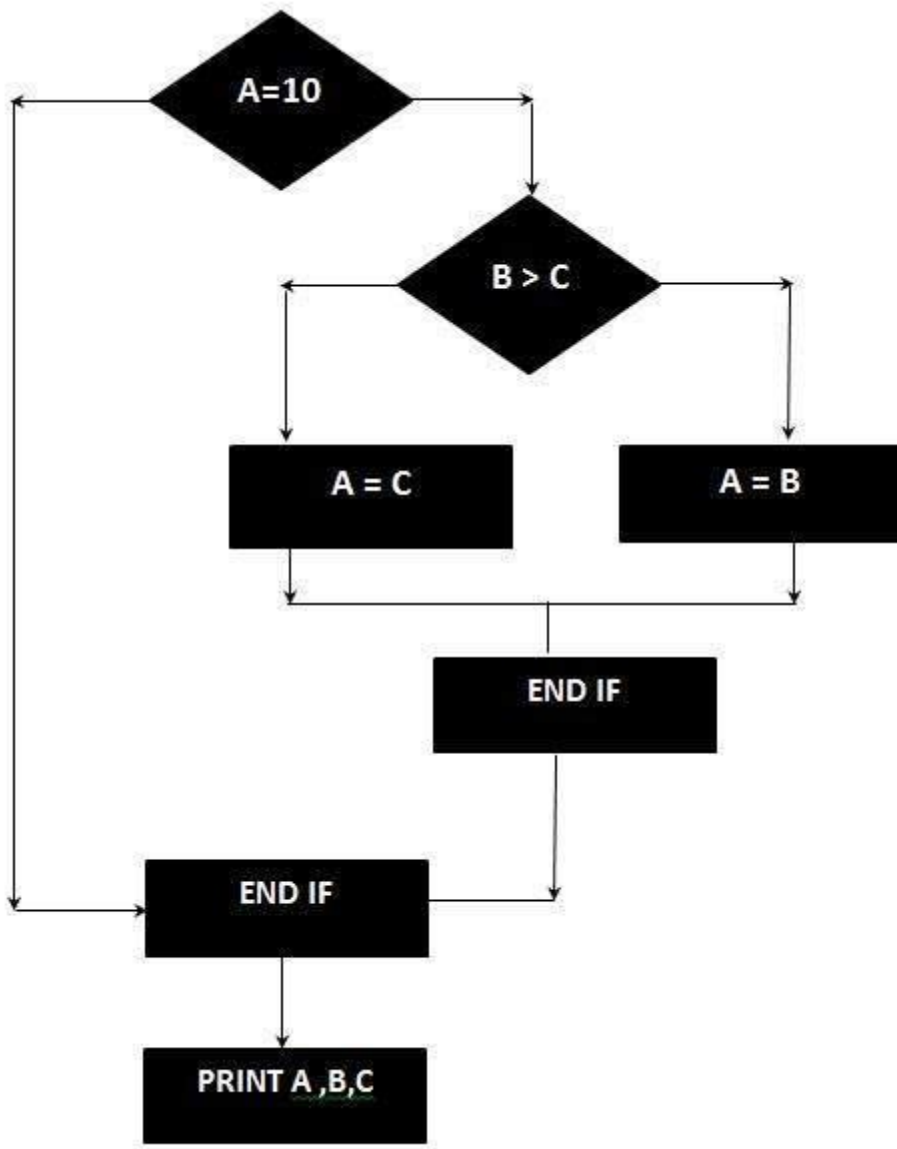 A=10
B > C
A = C
A = B
END IF
END IF
PRINT A ,B,C